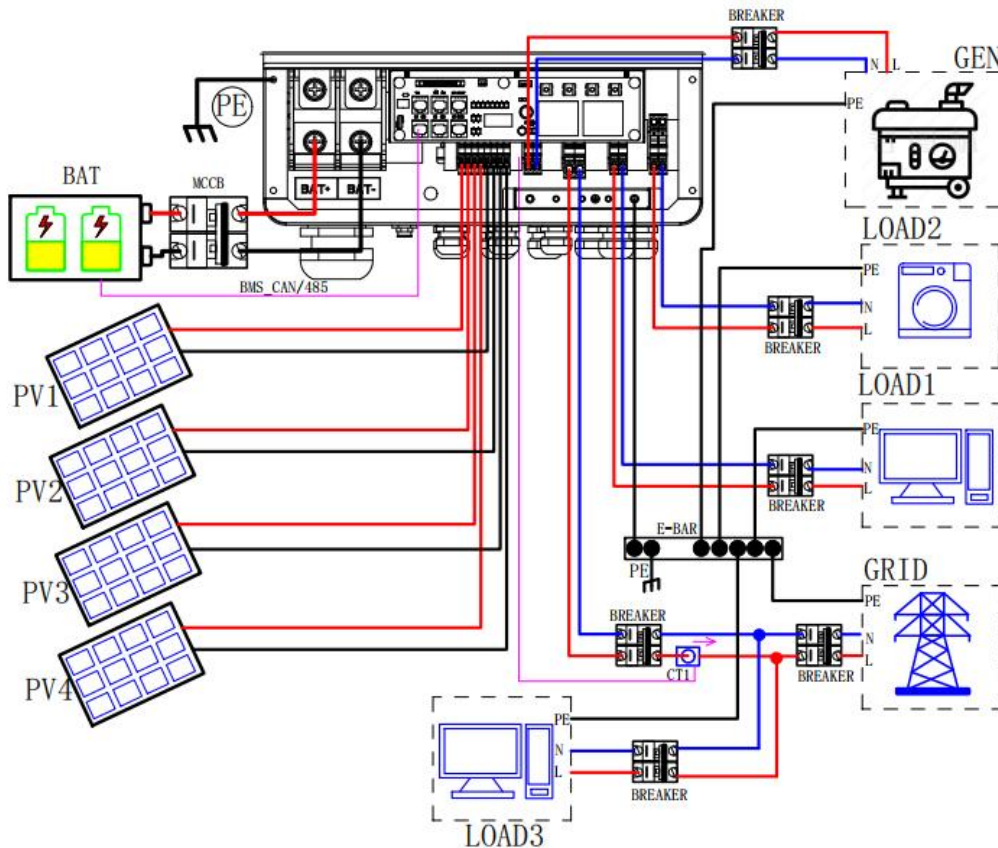 BREAKER
GEN
N L
PE
PE
BAT
MCCB
BAT+ BAT-
BMS_CAN/485
LOAD2
PE
N
L
BREAKER
PV1
LOAD1
PE
N
L
BREAKER
PV2
E-BAR
PE
PV3
GRID
PE
BREAKER
BREAKER
N
L
CT1
PV4
LOAD3
PE
N
L
BREAKER